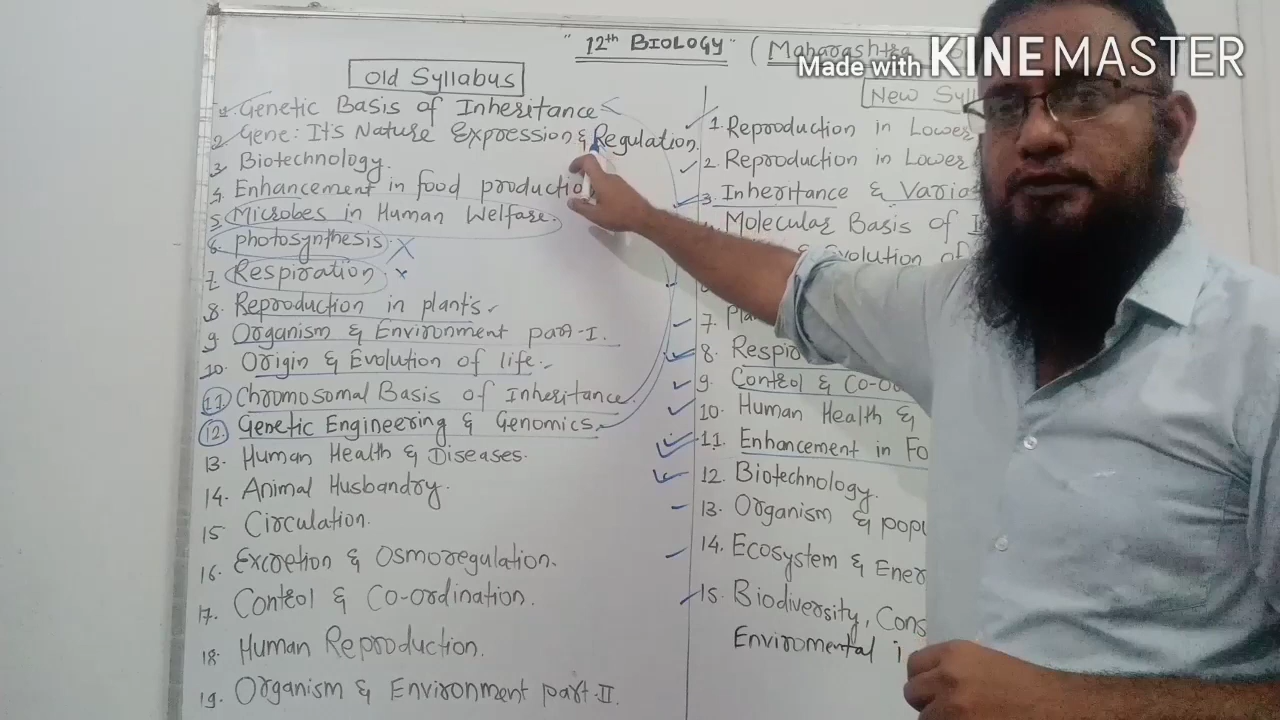 " 12th BIOLOGY " ( Maharashtra
Made with KINEMASTER
Old Syllabus
1. Genetic Basis of Inheritance
2. Gene: It's Nature Expression & Regulation.
3. Biotechnology.
4. Enhancement in food production
5. Microbes in Human Welfare.
6. photosynthesis.
7. Respiration
8. Reproduction in plants.
9. Organism & Environment part-I.
10. Origin & Evolution of life.
11. Chromosomal Basis of Inheritance.
12. Genetic Engineering & Genomics.
13. Human Health & Diseases.
14. Animal Husbandry.
15 Circulation.
16. Excretion & Osmoregulation.
17. Control & Co-ordination.
18. Human Reproduction.
19. Organism & Environment part-II.
New Syll
1. Reproduction in Lower
2. Reproduction in Lower
3. Inheritance & Varia
Molecular Basis of
& Evolution of
7.
8. Respir
9. Control & Co-or
10. Human Health &
11. Enhancement in Fo
12. Biotechnology.
13. Organism & popu
14. Ecosystem & Ener
15. Biodiversity, Cons
Enviromental i